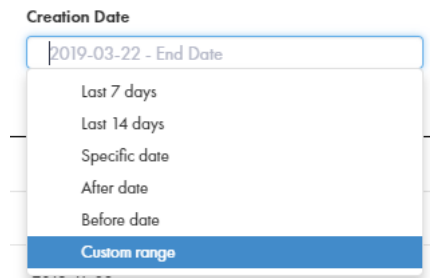 Creation Date
2019-03-22 - End Date
Last 7 days
Last 14 days
Specific date
After date
Before date
Custom range